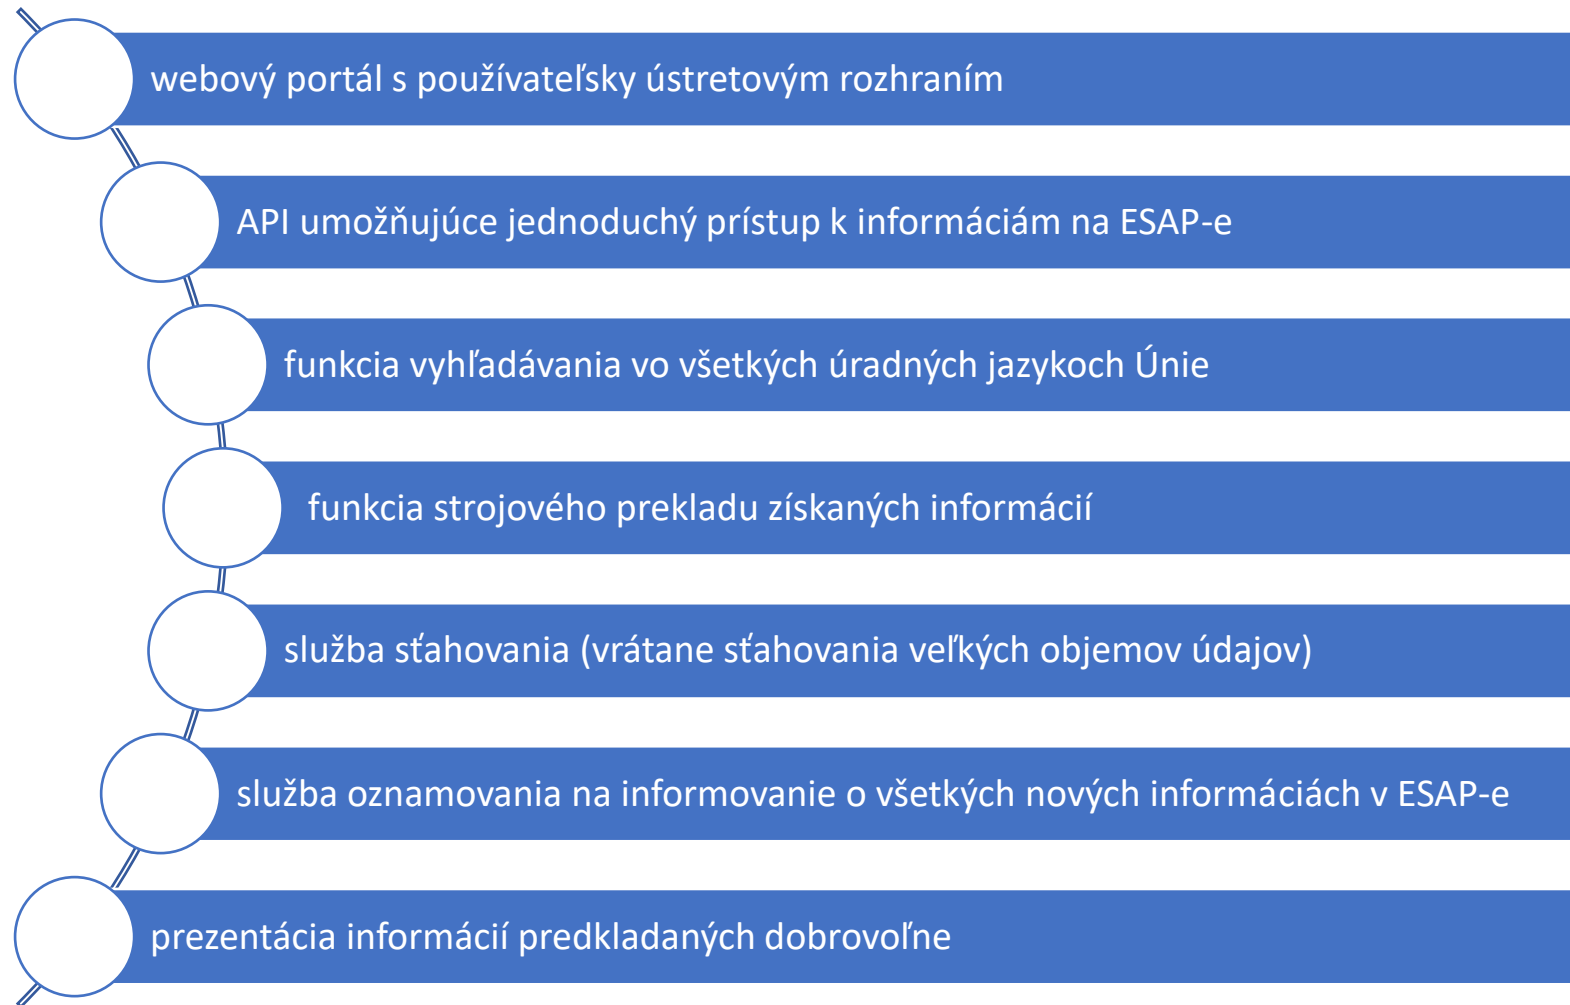 webový portál s používateľsky ústretovým rozhraním
API umožňujúce jednoduchý prístup k informáciám na ESAP-e
funkcia vyhľadávania vo všetkých úradných jazykoch Únie
funkcia strojového prekladu získaných informácií
služba sťahovania (vrátane sťahovania veľkých objemov údajov)
služba oznamovania na informovanie o všetkých nových informáciách v ESAP-e
prezentácia informácií predkladaných dobrovoľne